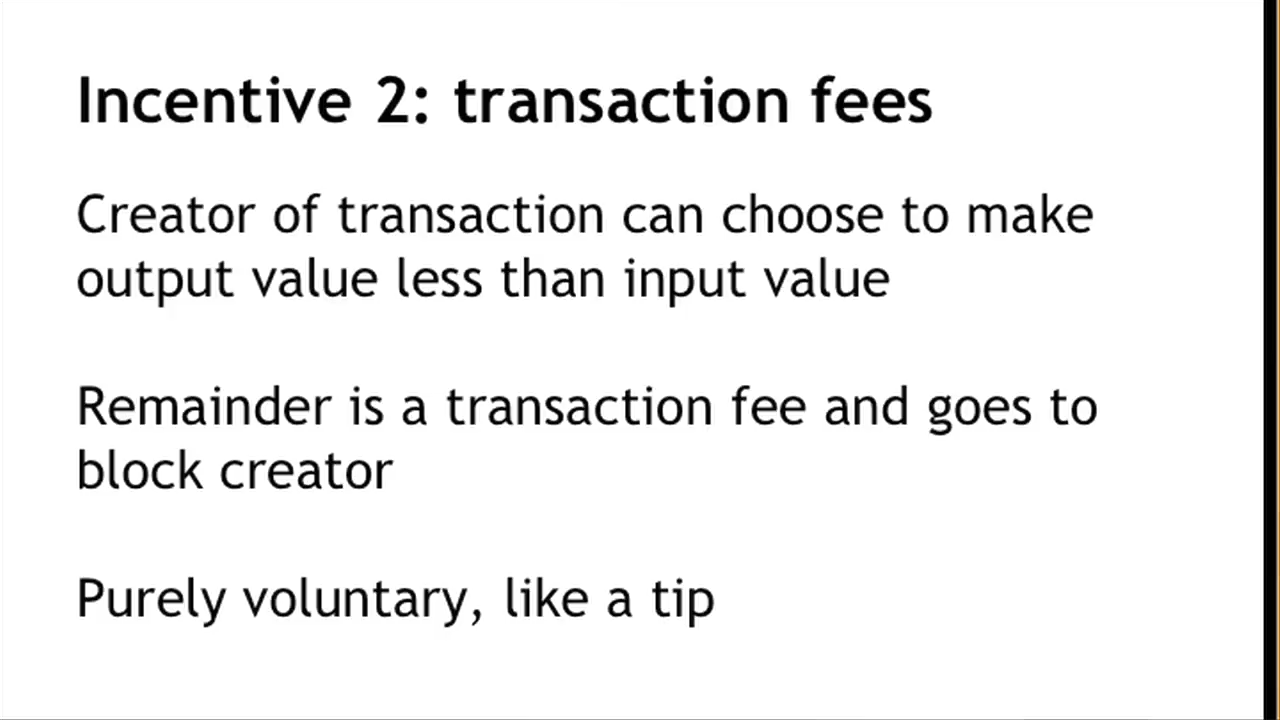 Incentive 2: transaction fees
Creator of transaction can choose to make
output value less than input value
Remainder is a transaction fee and goes to
block creator
Purely voluntary, like a tip